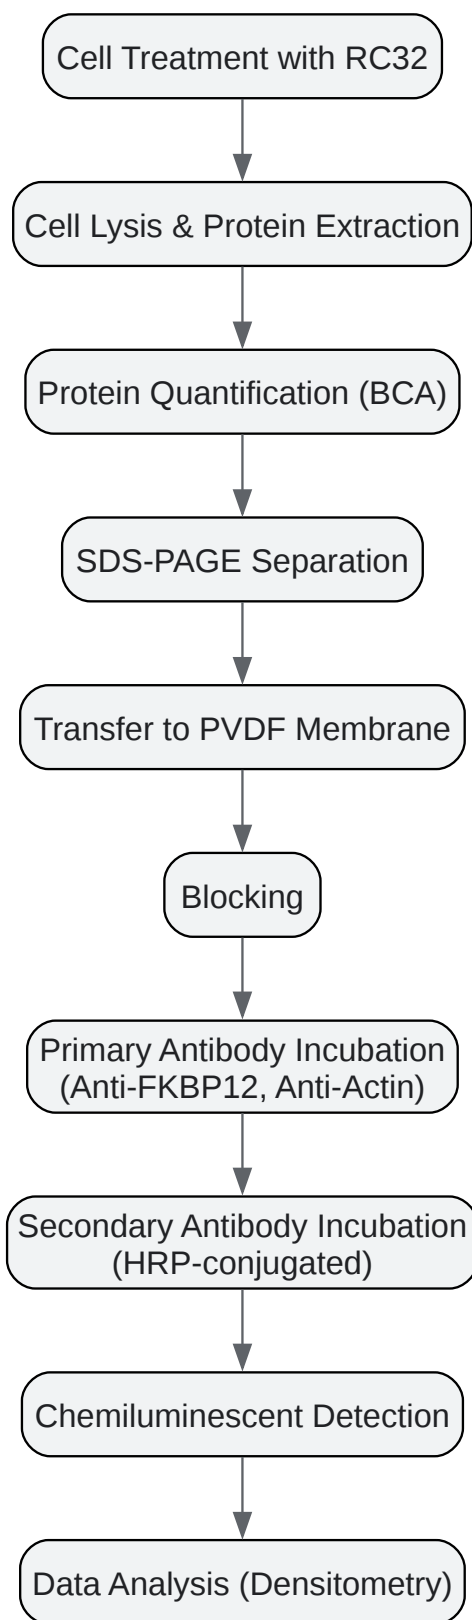 Cell Treatment with RC32
Cell Lysis & Protein Extraction
Protein Quantification (BCA)
SDS-PAGE Separation
Transfer to PVDF Membrane
Blocking
Primary Antibody Incubation
(Anti-FKBP12, Anti-Actin)
Secondary Antibody Incubation
(HRP-conjugated)
Chemiluminescent Detection
Data Analysis (Densitometry)